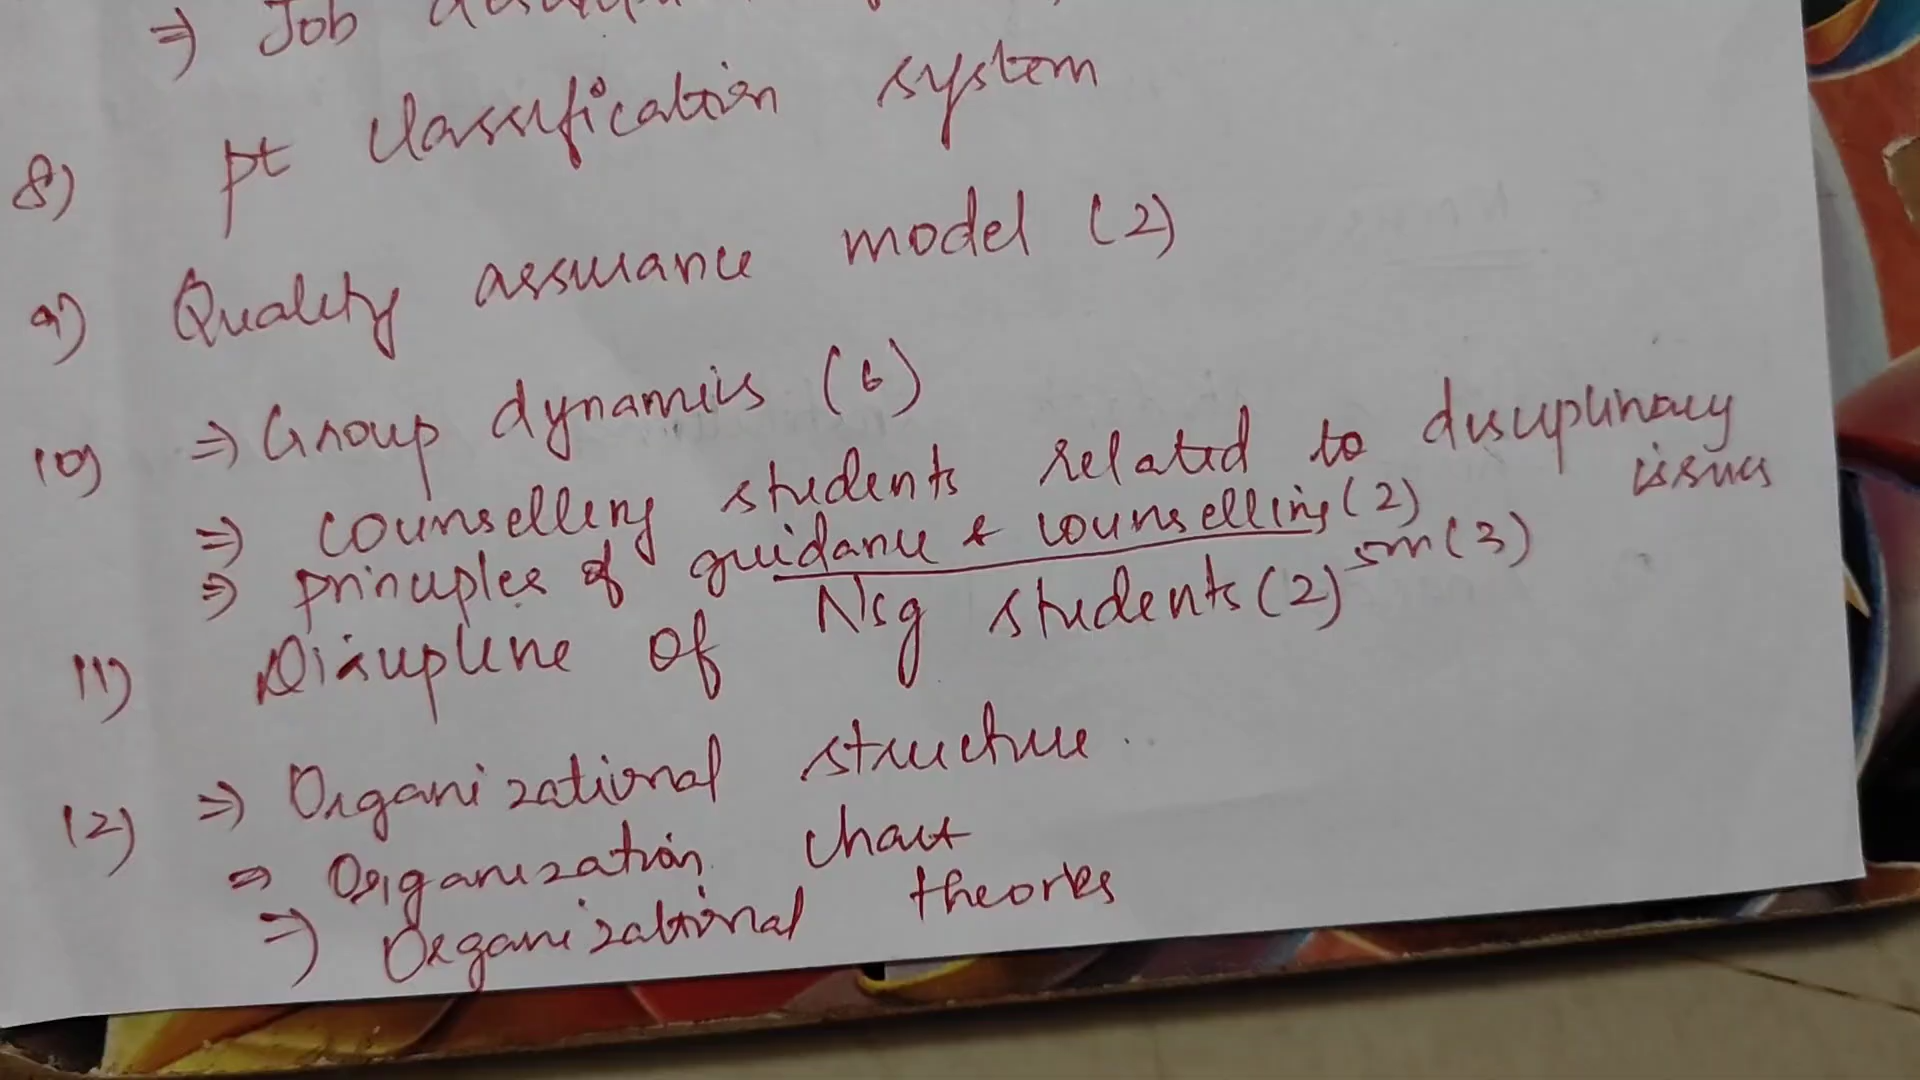 ⇒ Job
8) pt classification system
9) Quality assurance model (2)
10) ⇒ Group dynamics (6)
⇒ counselling students related to disciplinary issues
⇒ principles of guidance & counselling (2)
11) Discipline of Nsg students (2) sm (3)
12) ⇒ Organizational structure.
⇒ Organization chart
⇒ Organizational theories